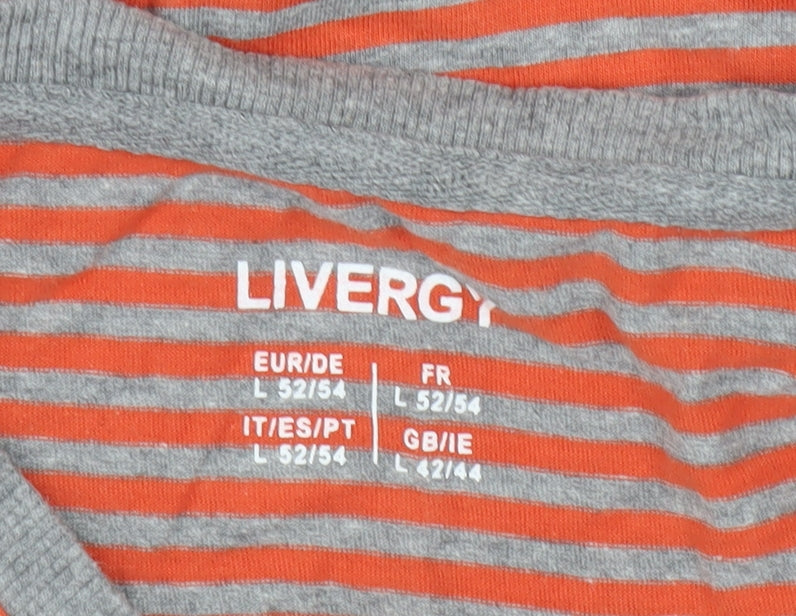 LIVERGY
EUR/DE
L 52/54
FR
L 52/54
IT/ES/PT
L 52/54
GB/IE
L 42/44